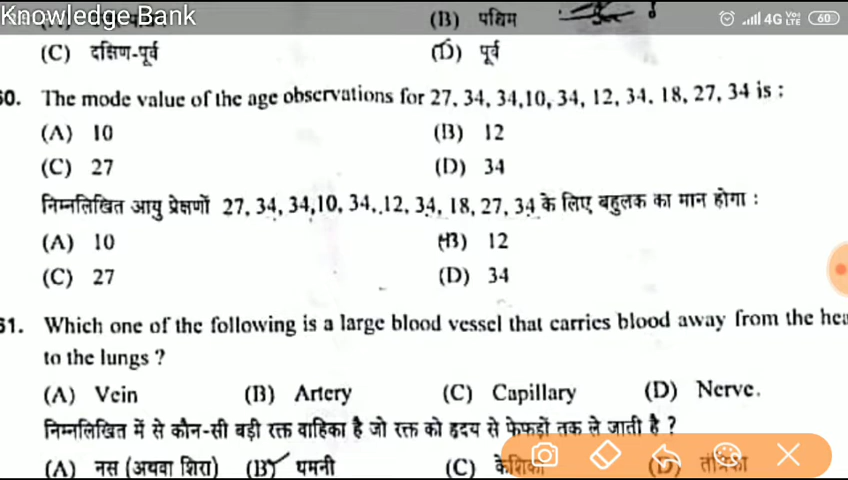 Knowledge Bank
(B) पश्चिम
4G VoLTE 60
(C) दक्षिण-पूर्व (D) पूर्व
60. The mode value of the age observations for 27, 34, 34,10, 34, 12, 34, 18, 27, 34 is :
(A) 10 (B) 12
(C) 27 (D) 34
निम्नलिखित आयु प्रेक्षणों 27, 34, 34,10, 34, 12, 34, 18, 27, 34 के लिए बहुलक का मान होगा :
(A) 10 (B) 12
(C) 27 (D) 34
61. Which one of the following is a large blood vessel that carries blood away from the hea
to the lungs ?
(A) Vein (B) Artery (C) Capillary (D) Nerve.
निम्नलिखित में से कौन-सी बड़ी रक्त वाहिका है जो रक्त को हृदय से फेफड़ों तक ले जाती है ?
(A) नस (अथवा शिरा) (B) धमनी (C) (D)